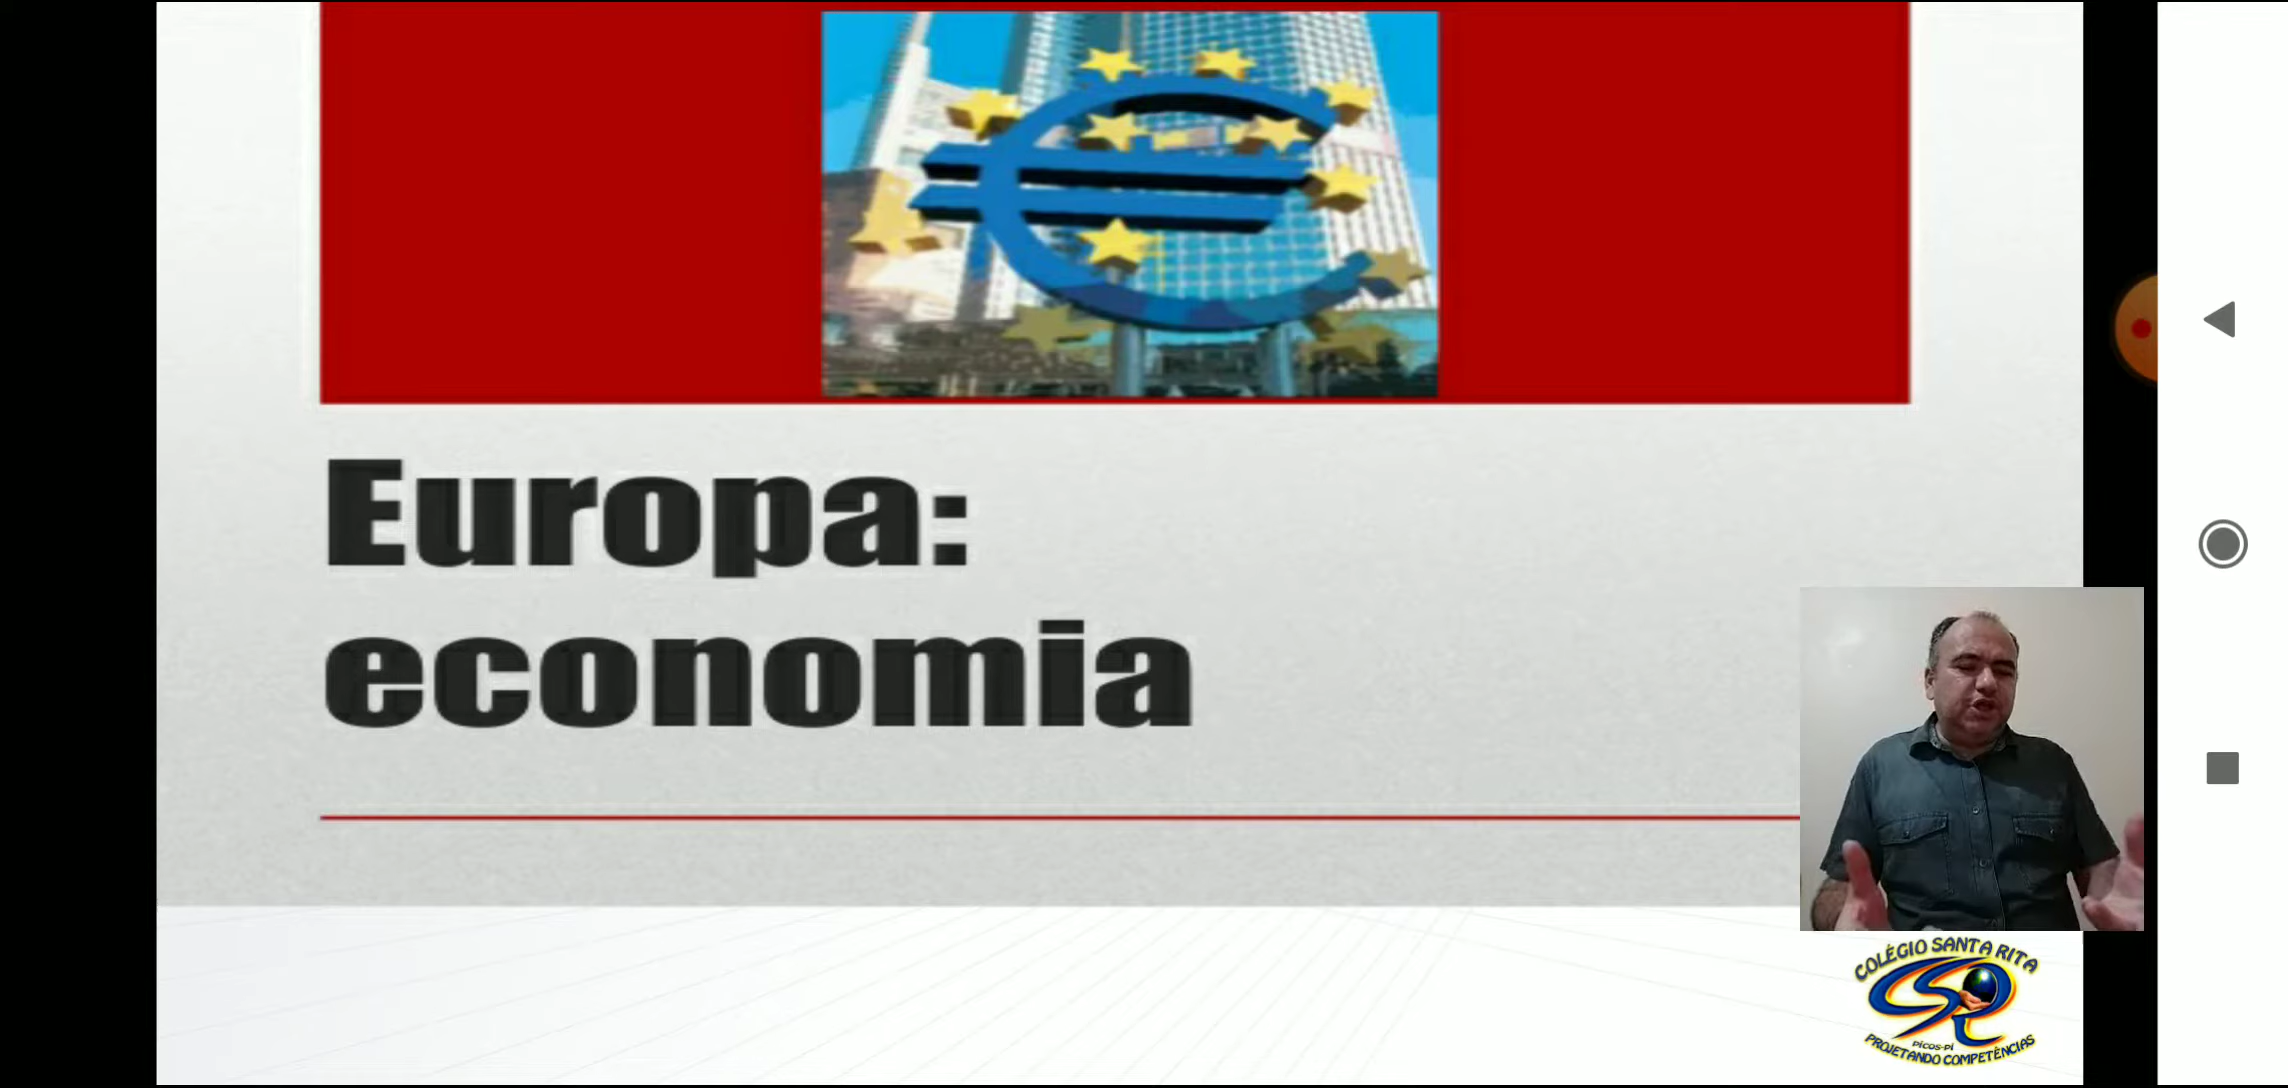 Europa:
economia
COLÉGIO SANTA RITA
PICOS-PI
PROJETANDO COMPETÊNCIAS